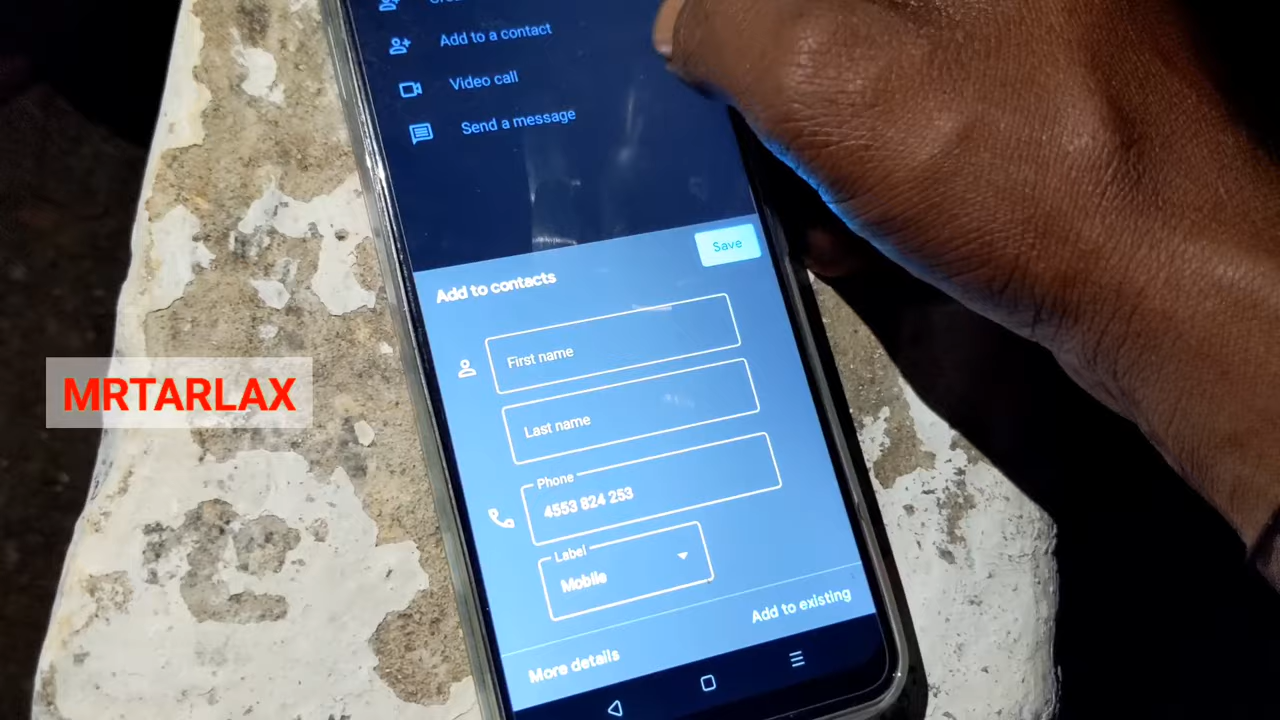 Add to a contact
Video call
Send a message
Save
Add to contacts
First name
Last name
Phone
4553 824 253
Label
Mobile
Add to existing
More details
MRTARLAX